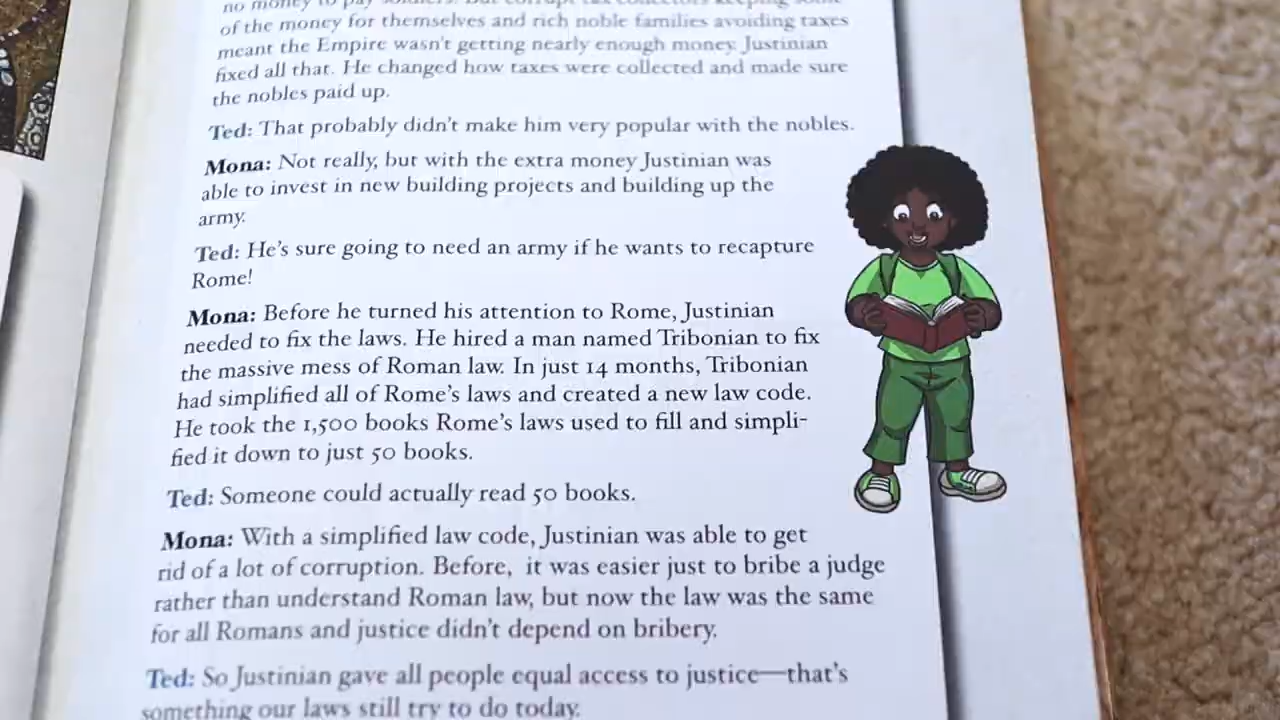 no money to pay soldiers. But corrupt tax collectors keeping some
of the money for themselves and rich noble families avoiding taxes
meant the Empire wasn't getting nearly enough money. Justinian
fixed all that. He changed how taxes were collected and made sure
the nobles paid up.
Ted: That probably didn't make him very popular with the nobles.
Mona: Not really, but with the extra money Justinian was
able to invest in new building projects and building up the
army.
Ted: He's sure going to need an army if he wants to recapture
Rome!
Mona: Before he turned his attention to Rome, Justinian
needed to fix the laws. He hired a man named Tribonian to fix
the massive mess of Roman law. In just 14 months, Tribonian
had simplified all of Rome's laws and created a new law code.
He took the 1,500 books Rome's laws used to fill and simpli-
fied it down to just 50 books.
Ted: Someone could actually read 50 books.
Mona: With a simplified law code, Justinian was able to get
rid of a lot of corruption. Before, it was easier just to bribe a judge
rather than understand Roman law, but now the law was the same
for all Romans and justice didn't depend on bribery.
Ted: So Justinian gave all people equal access to justice—that's
something our laws still try to do today.